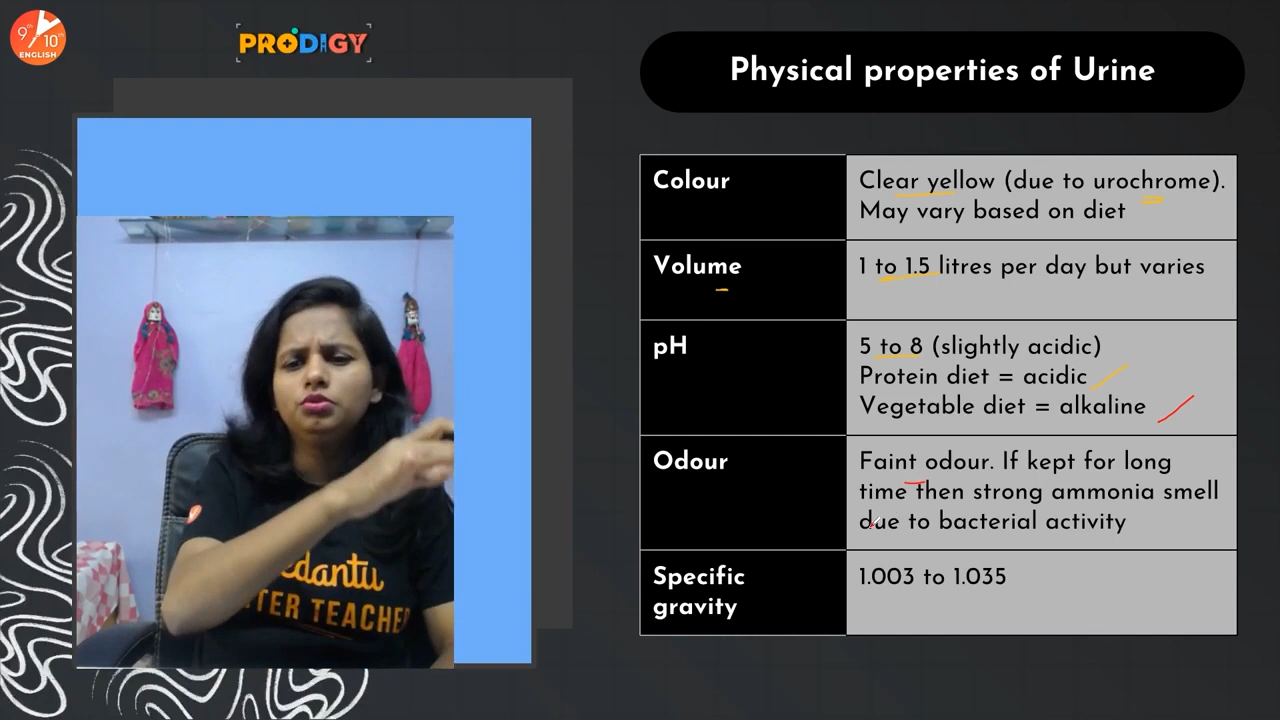 9th
10th
ENGLISH
PRODIGY
Physical properties of Urine
Colour
Clear yellow (due to urochrome).
May vary based on diet
Volume
1 to 1.5 litres per day but varies
pH
5 to 8 (slightly acidic)
Protein diet = acidic
Vegetable diet = alkaline
Odour
Faint odour. If kept for long
time then strong ammonia smell
due to bacterial activity
Specific
gravity
1.003 to 1.035
edantu
TER TEACHER